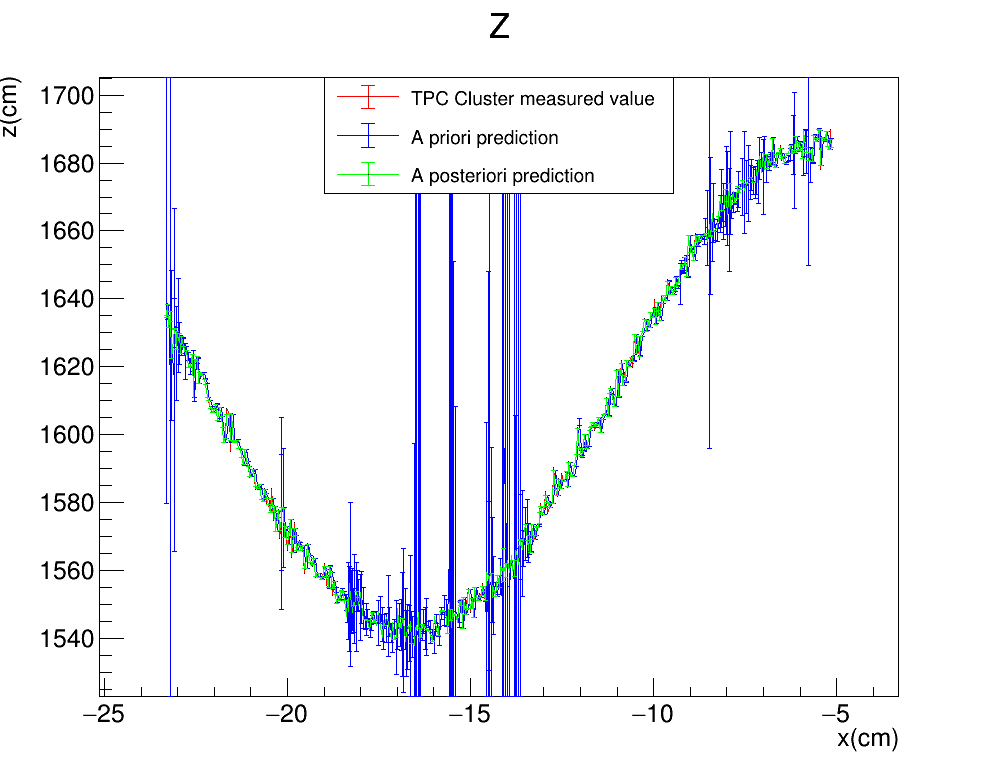 Z
z(cm)
TPC Cluster measured value
A priori prediction
A posteriori prediction
1700
1680
1660
1640
1620
1600
1580
1560
1540
−25 −20 −15 −10 −5
x(cm)